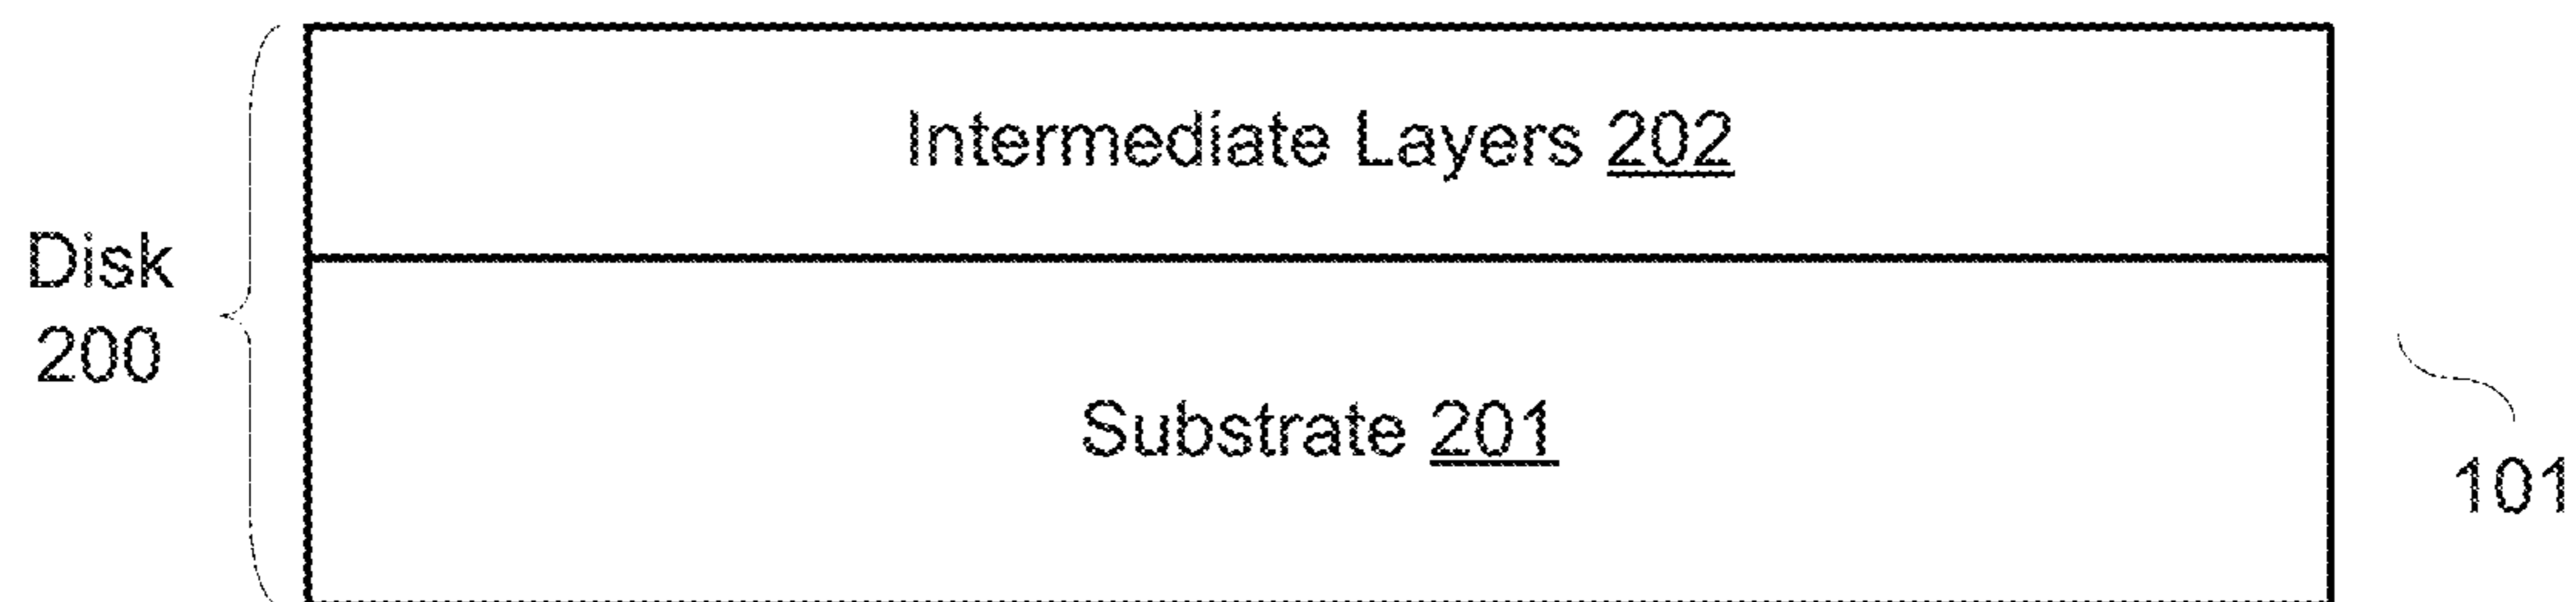 Intermediate Layers 202
Disk
200
Substrate 201
101